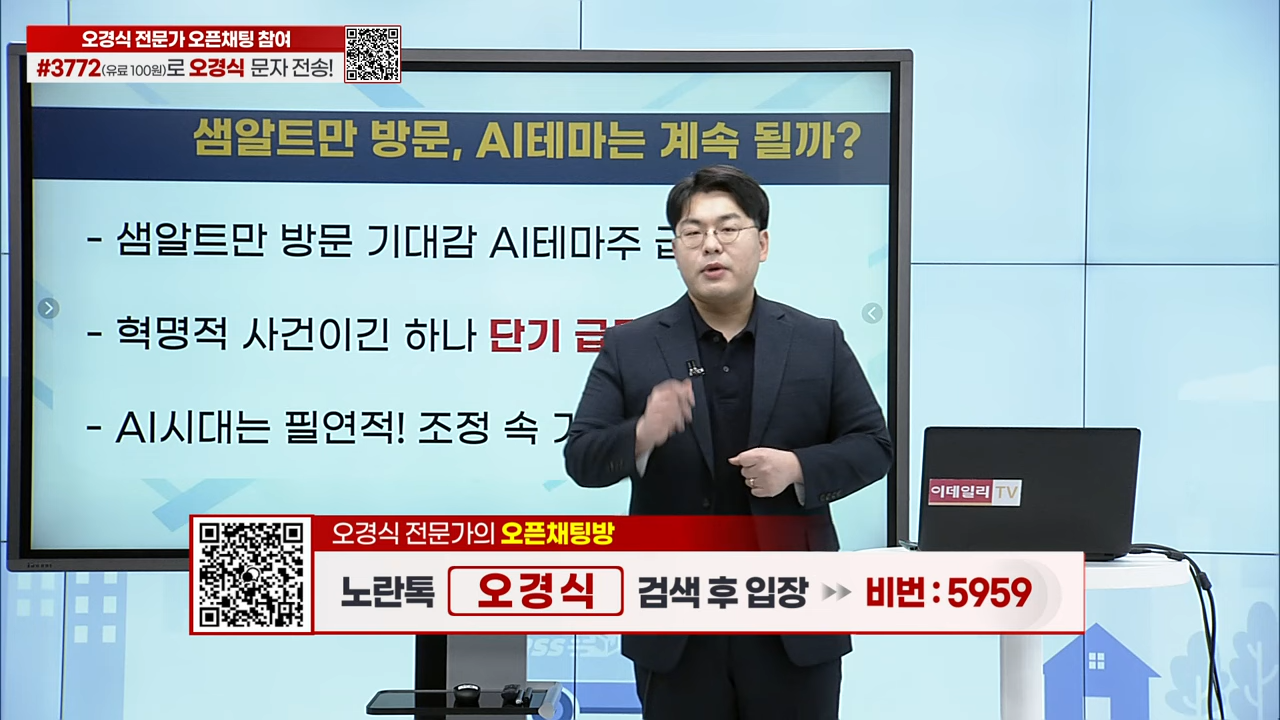 오경식 전문가 오픈채팅 참여
#3772(유료 100원)로 오경식 문자 전송!
샘알트만 방문, AI테마는 계속 될까?
- 샘알트만 방문 기대감 AI테마주
- 혁명적 사건이긴 하나 단기
- AI시대는 필연적! 조정 속
이데일리TV
오경식 전문가의 오픈채팅방
노란톡 오경식 검색 후 입장 비번 : 5959